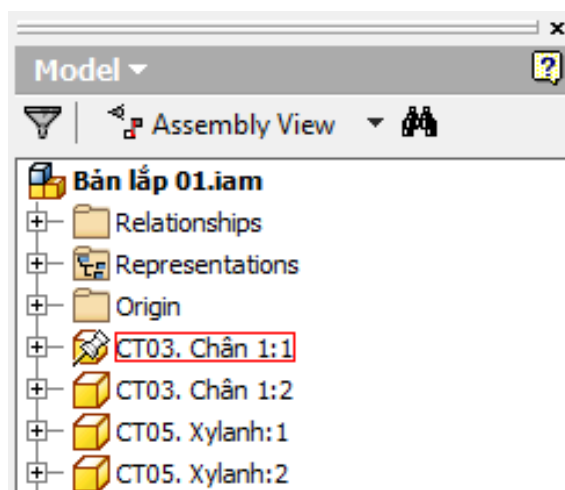 Model
Assembly View
Bản lắp 01.iam
Relationships
Representations
Origin
CT03. Chân 1:1
CT03. Chân 1:2
CT05. Xylanh:1
CT05. Xylanh:2